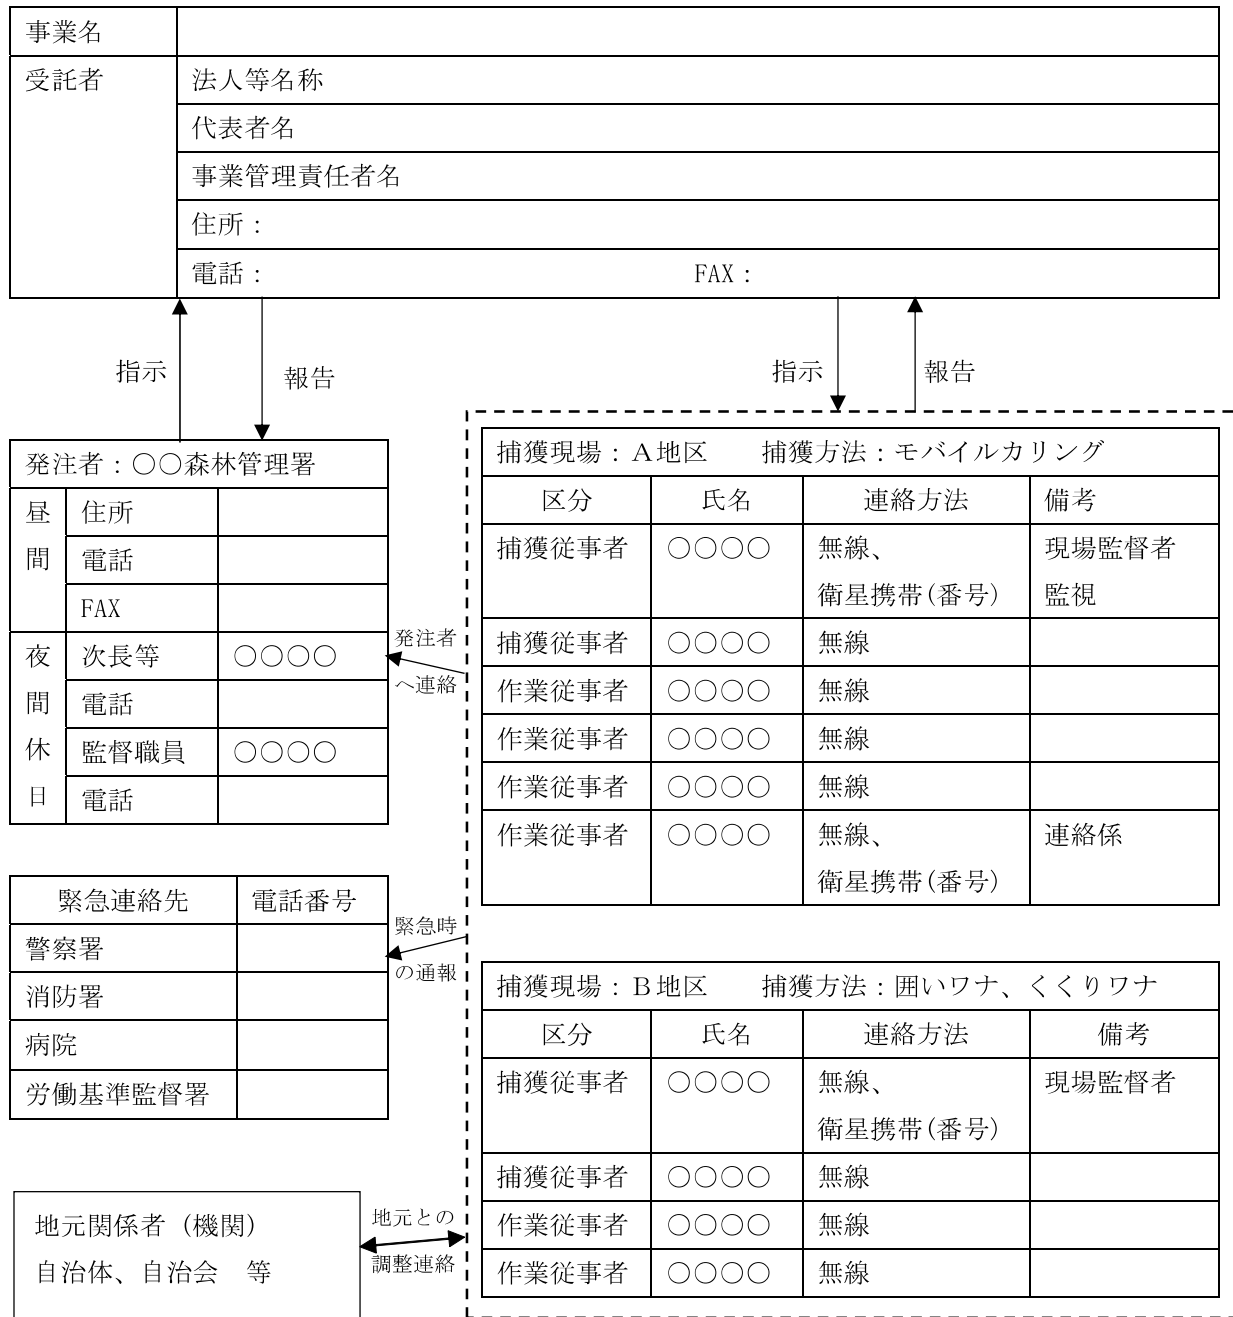 事業名
受託者
法人等名称
代表者名
事業管理責任者名
住所：
電話： FAX：
指示
報告
指示
報告
発注者：○○森林管理署
昼間
住所
電話
FAX
夜間休日
次長等 ○○○○
電話
監督職員 ○○○○
電話
発注者
へ連絡
緊急連絡先 電話番号
警察署
消防署
病院
労働基準監督署
緊急時
の通報
地元関係者（機関）
自治体、自治会　等
地元との
調整連絡
捕獲現場：Ａ地区　　捕獲方法：モバイルカリング
区分 氏名 連絡方法 備考
捕獲従事者 ○○○○ 無線、 現場監督者
衛星携帯(番号) 監視
捕獲従事者 ○○○○ 無線
作業従事者 ○○○○ 無線
作業従事者 ○○○○ 無線
作業従事者 ○○○○ 無線
作業従事者 ○○○○ 無線、 連絡係
衛星携帯(番号)
捕獲現場：Ｂ地区　　捕獲方法：囲いワナ、くくりワナ
区分 氏名 連絡方法 備考
捕獲従事者 ○○○○ 無線、 現場監督者
衛星携帯(番号)
捕獲従事者 ○○○○ 無線
作業従事者 ○○○○ 無線
作業従事者 ○○○○ 無線